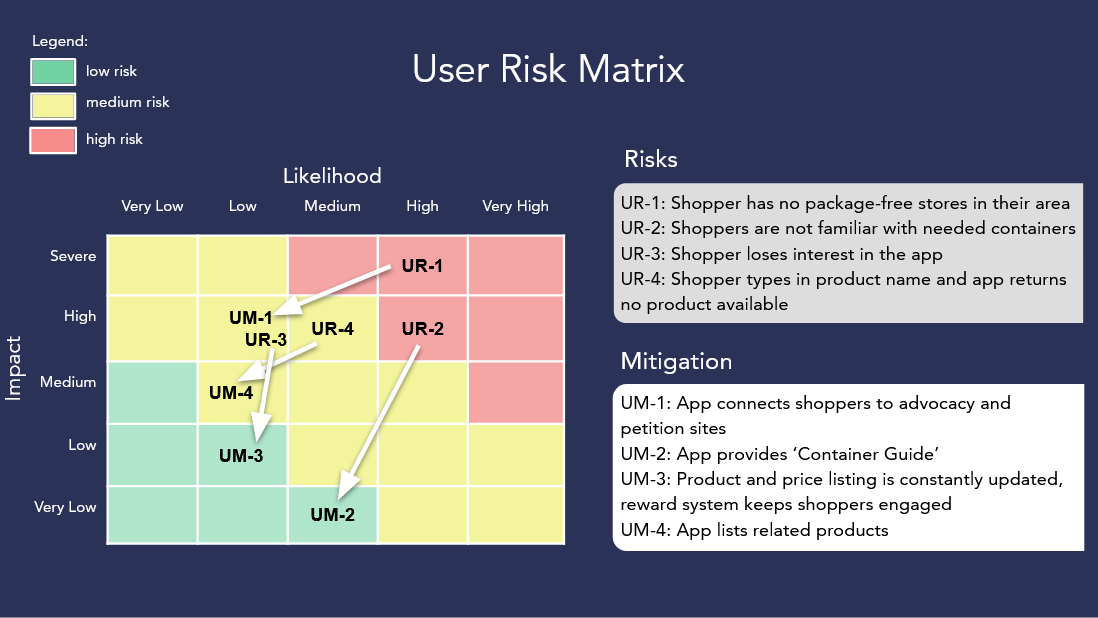 Legend:
low risk
medium risk
high risk
User Risk Matrix
Likelihood
Very Low Low Medium High Very High
Impact
Severe
High
Medium
Low
Very Low
UR-1
UM-1
UR-3
UR-4
UR-2
UM-4
UM-3
UM-2
Risks
UR-1: Shopper has no package-free stores in their area
UR-2: Shoppers are not familiar with needed containers
UR-3: Shopper loses interest in the app
UR-4: Shopper types in product name and app returns
no product available
Mitigation
UM-1: App connects shoppers to advocacy and
petition sites
UM-2: App provides ‘Container Guide’
UM-3: Product and price listing is constantly updated,
reward system keeps shoppers engaged
UM-4: App lists related products